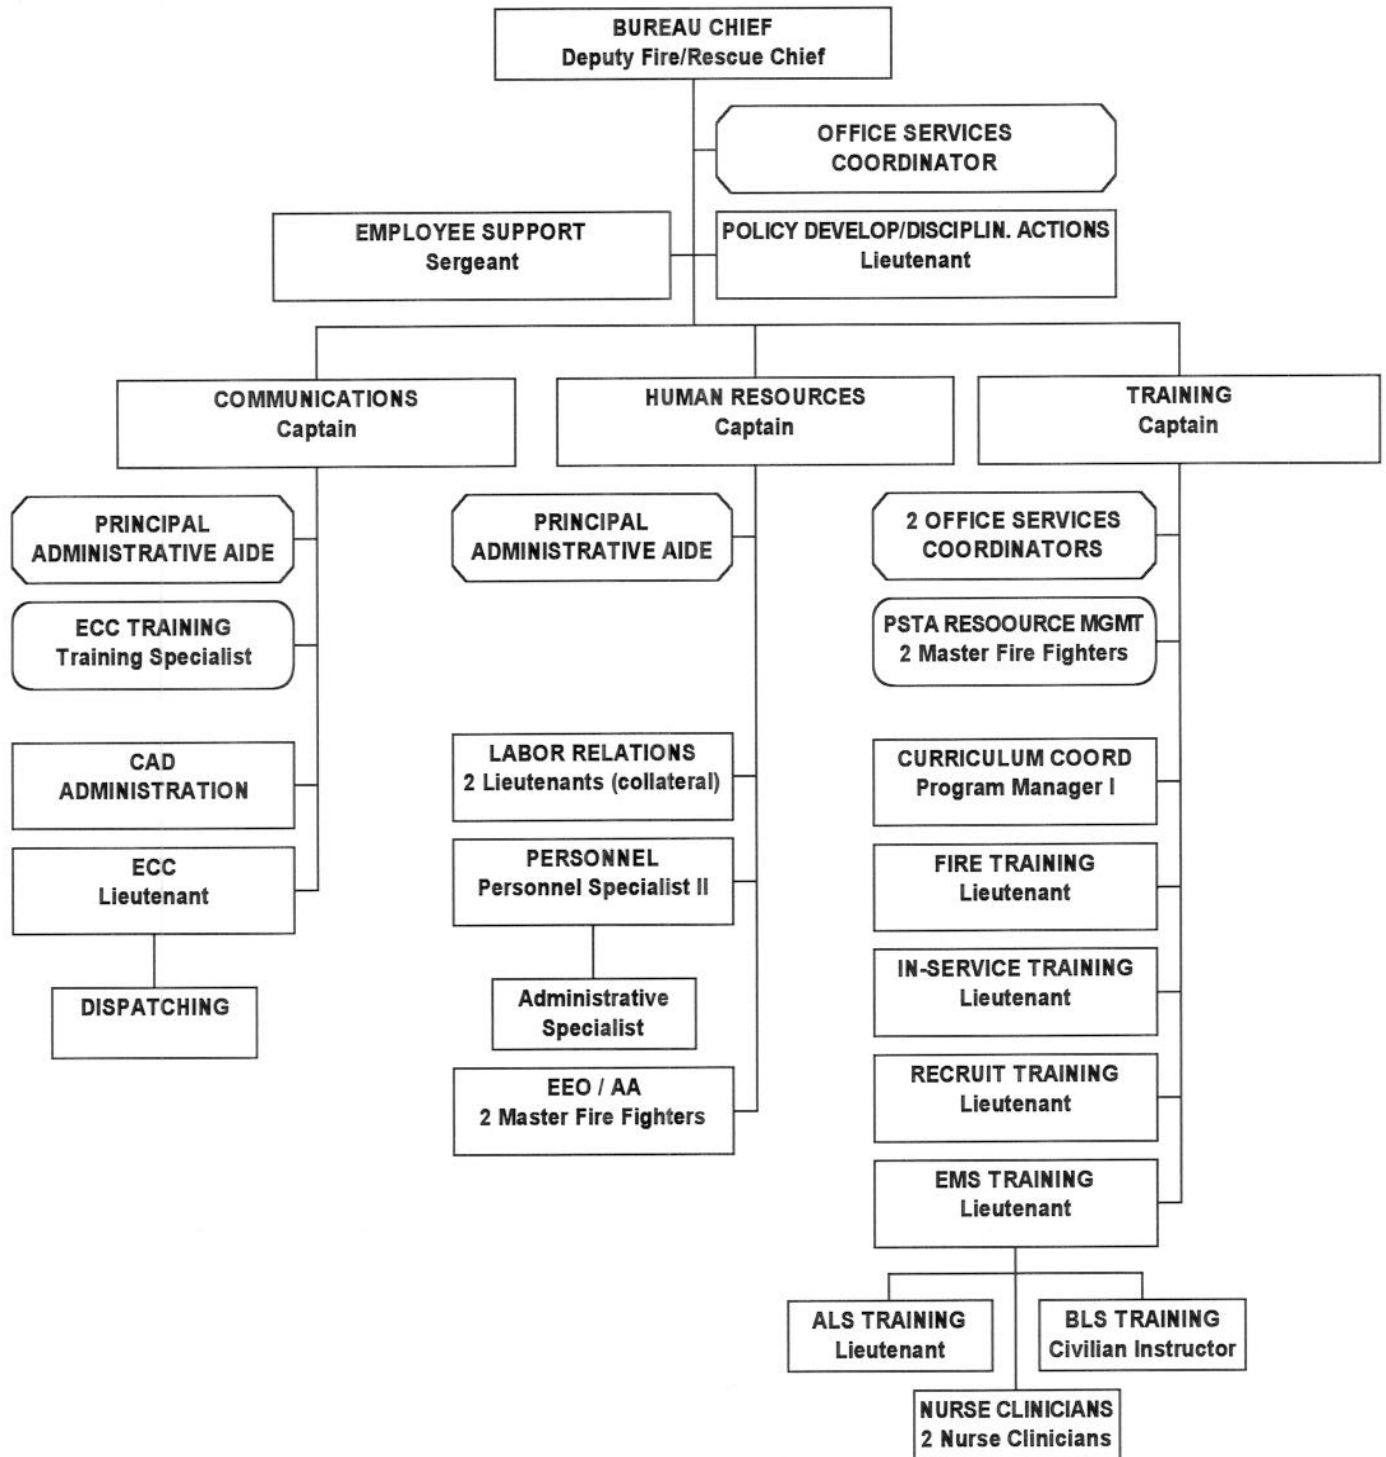 BUREAU CHIEF
Deputy Fire/Rescue Chief
OFFICE SERVICES
COORDINATOR
EMPLOYEE SUPPORT
Sergeant
POLICY DEVELOP/DISCIPLIN. ACTIONS
Lieutenant
COMMUNICATIONS
Captain
HUMAN RESOURCES
Captain
TRAINING
Captain
PRINCIPAL
ADMINISTRATIVE AIDE
ECC TRAINING
Training Specialist
CAD
ADMINISTRATION
ECC
Lieutenant
DISPATCHING
PRINCIPAL
ADMINISTRATIVE AIDE
LABOR RELATIONS
2 Lieutenants (collateral)
PERSONNEL
Personnel Specialist II
Administrative
Specialist
EEO / AA
2 Master Fire Fighters
2 OFFICE SERVICES
COORDINATORS
PSTA RESOOURCE MGMT
2 Master Fire Fighters
CURRICULUM COORD
Program Manager I
FIRE TRAINING
Lieutenant
IN-SERVICE TRAINING
Lieutenant
RECRUIT TRAINING
Lieutenant
EMS TRAINING
Lieutenant
ALS TRAINING
Lieutenant
BLS TRAINING
Civilian Instructor
NURSE CLINICIANS
2 Nurse Clinicians